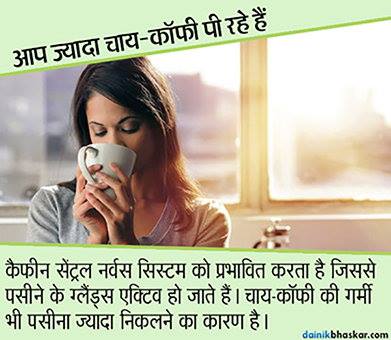 आप ज्यादा चाय-कॉफी पी रहे हैं
कैफीन सेंट्रल नर्वस सिस्टम को प्रभावित करता है जिससे
पसीने के ग्लैंड्स एक्टिव हो जाते हैं। चाय-कॉफी की गर्मी
भी पसीना ज्यादा निकलने का कारण है।
dainikbhaskar.com